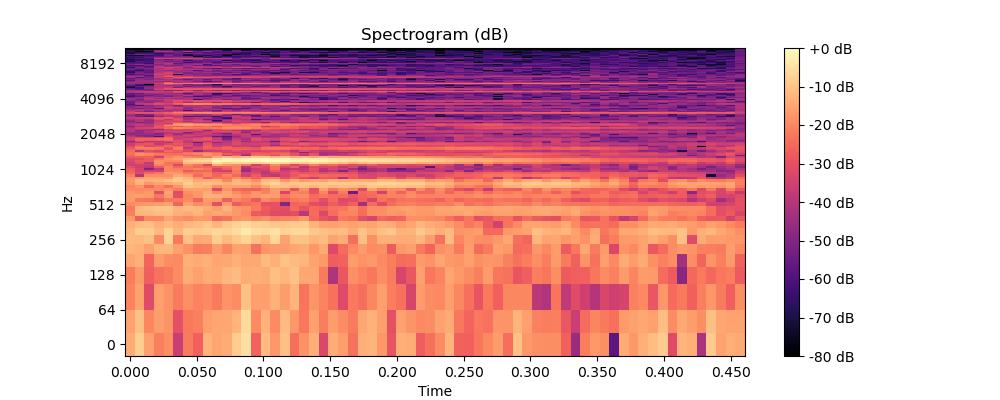 Spectrogram (dB)
Hz
8192
4096
2048
1024
512
256
128
64
0
0.000 0.050 0.100 0.150 0.200 0.250 0.300 0.350 0.400 0.450
Time
+0 dB
-10 dB
-20 dB
-30 dB
-40 dB
-50 dB
-60 dB
-70 dB
-80 dB